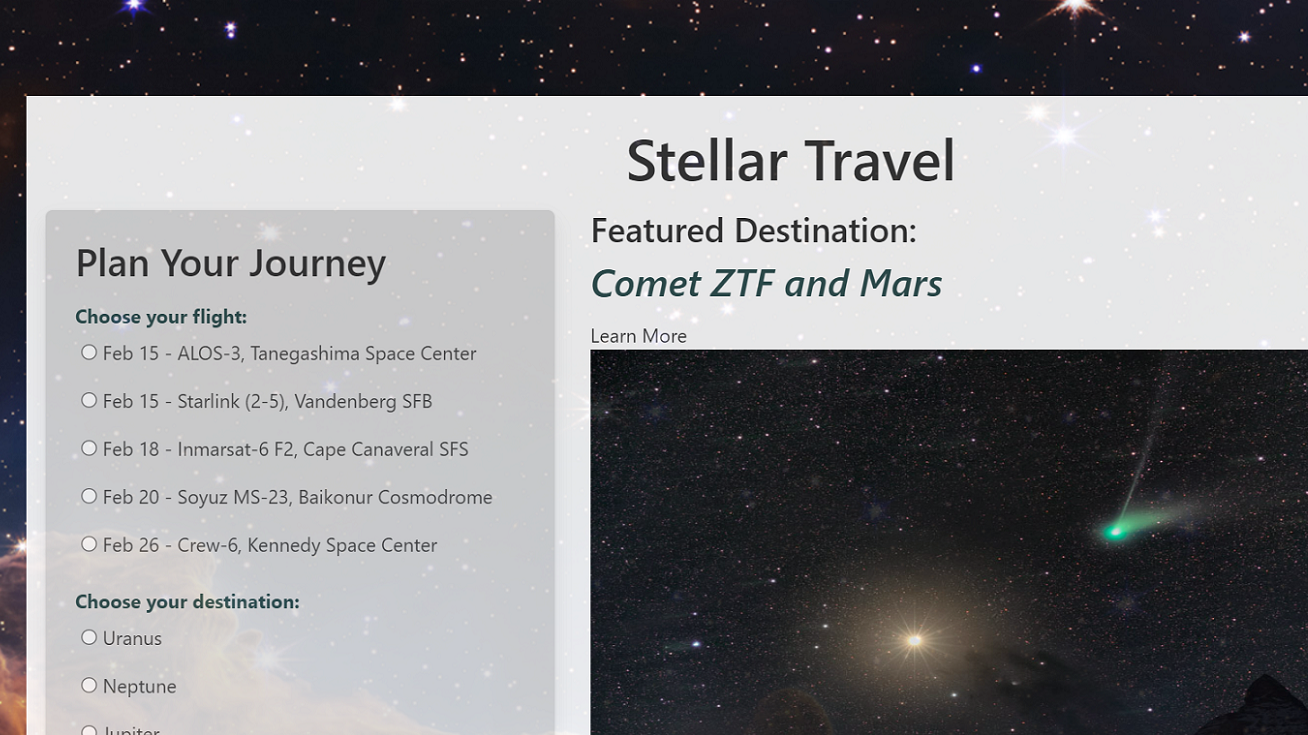 Stellar Travel
Plan Your Journey
Choose your flight:
Feb 15 - ALOS-3, Tanegashima Space Center
Feb 15 - Starlink (2-5), Vandenberg SFB
Feb 18 - Inmarsat-6 F2, Cape Canaveral SFS
Feb 20 - Soyuz MS-23, Baikonur Cosmodrome
Feb 26 - Crew-6, Kennedy Space Center
Choose your destination:
Uranus
Neptune
Jupiter
Featured Destination:
Comet ZTF and Mars
Learn More